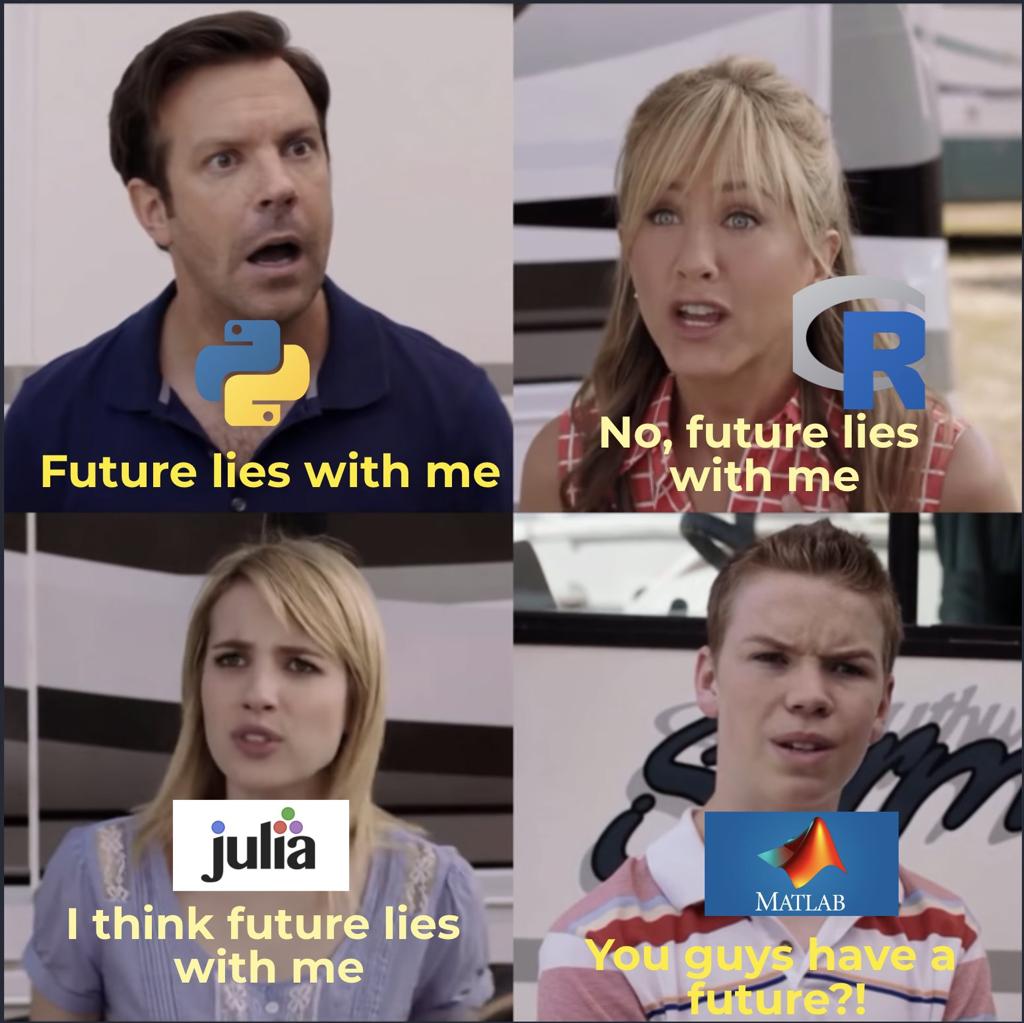 Future lies with me
R
No, future lies
with me
julia
I think future lies
with me
MATLAB
You guys have a
future?!